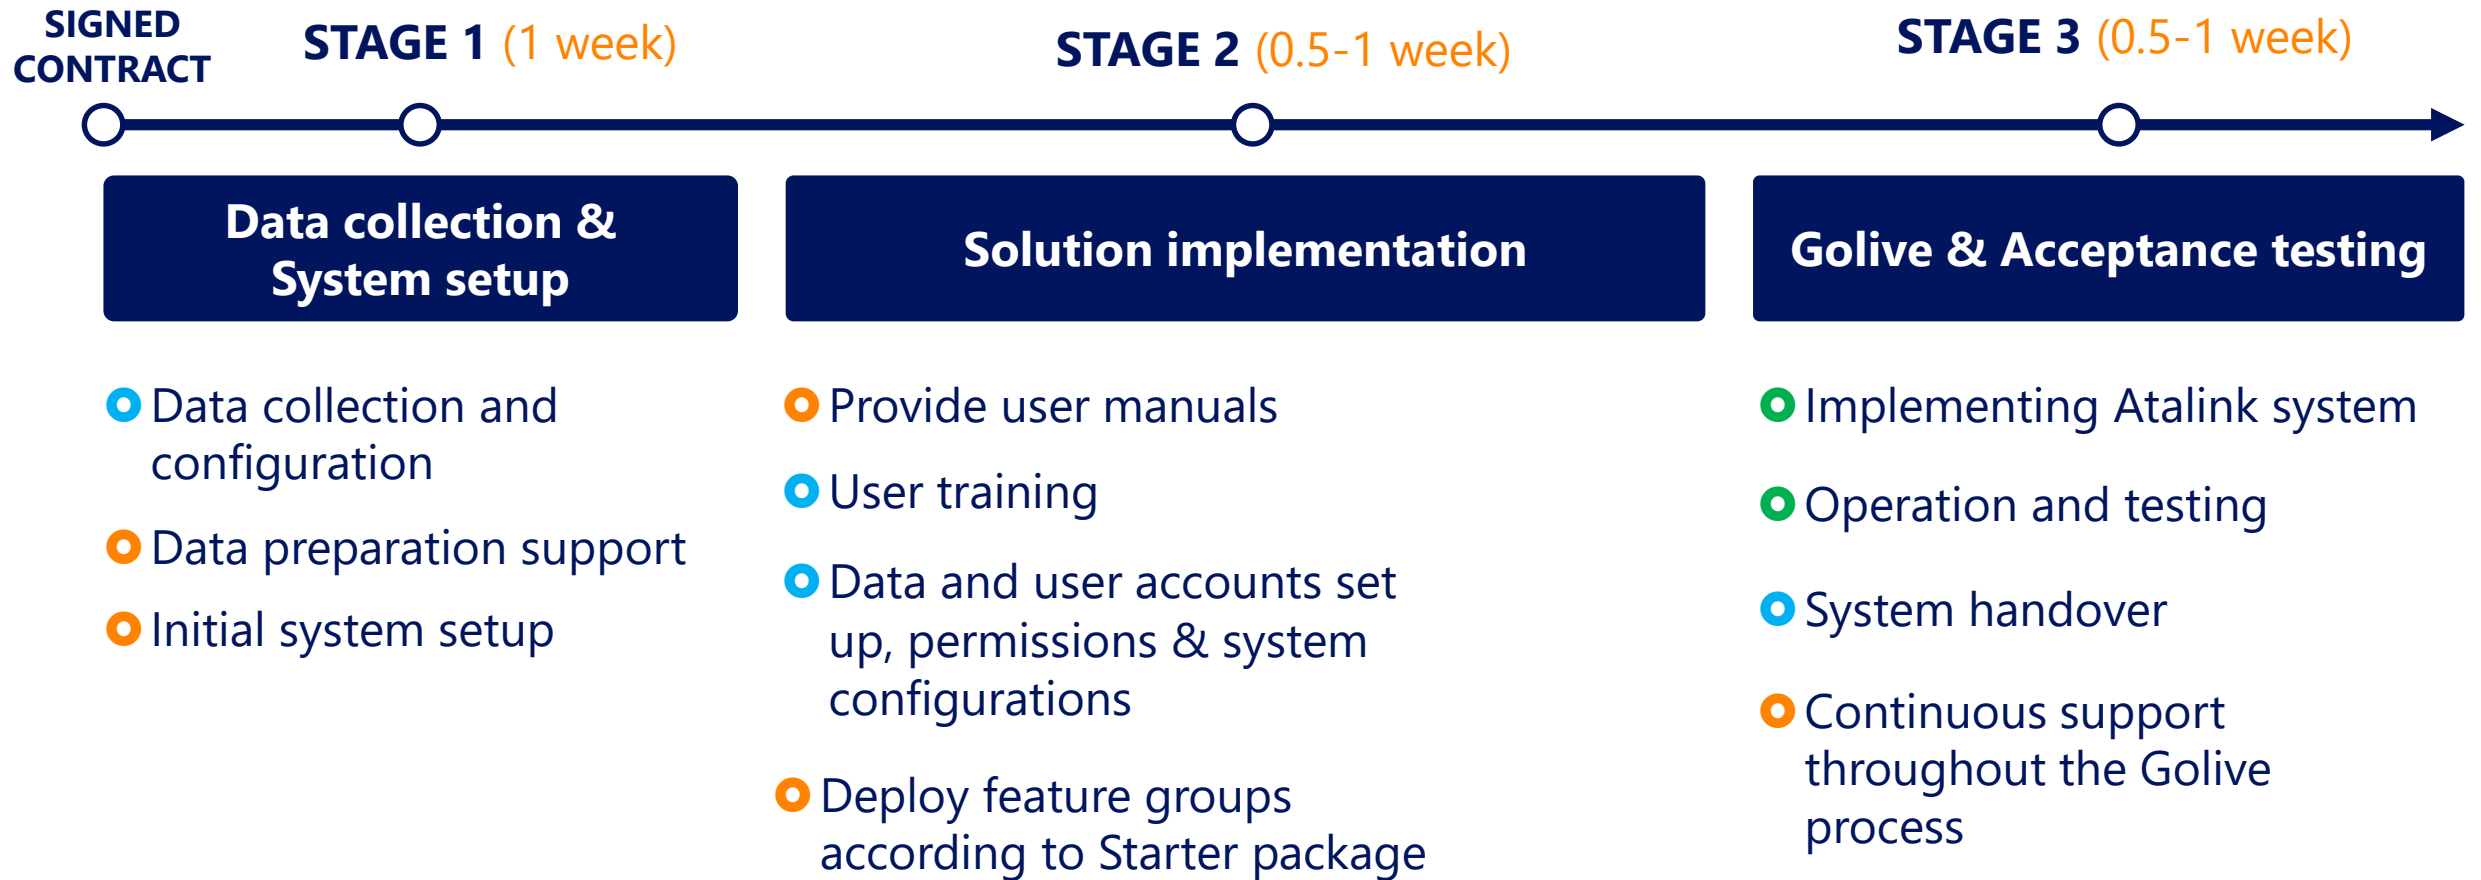 SIGNED
CONTRACT
STAGE 1 (1 week)
STAGE 2 (0.5-1 week)
STAGE 3 (0.5-1 week)
Data collection &
System setup
Solution implementation
Golive & Acceptance testing
Data collection and
configuration
Data preparation support
Initial system setup
Provide user manuals
User training
Data and user accounts set
up, permissions & system
configurations
Deploy feature groups
according to Starter package
Implementing Atalink system
Operation and testing
System handover
Continuous support
throughout the Golive
process